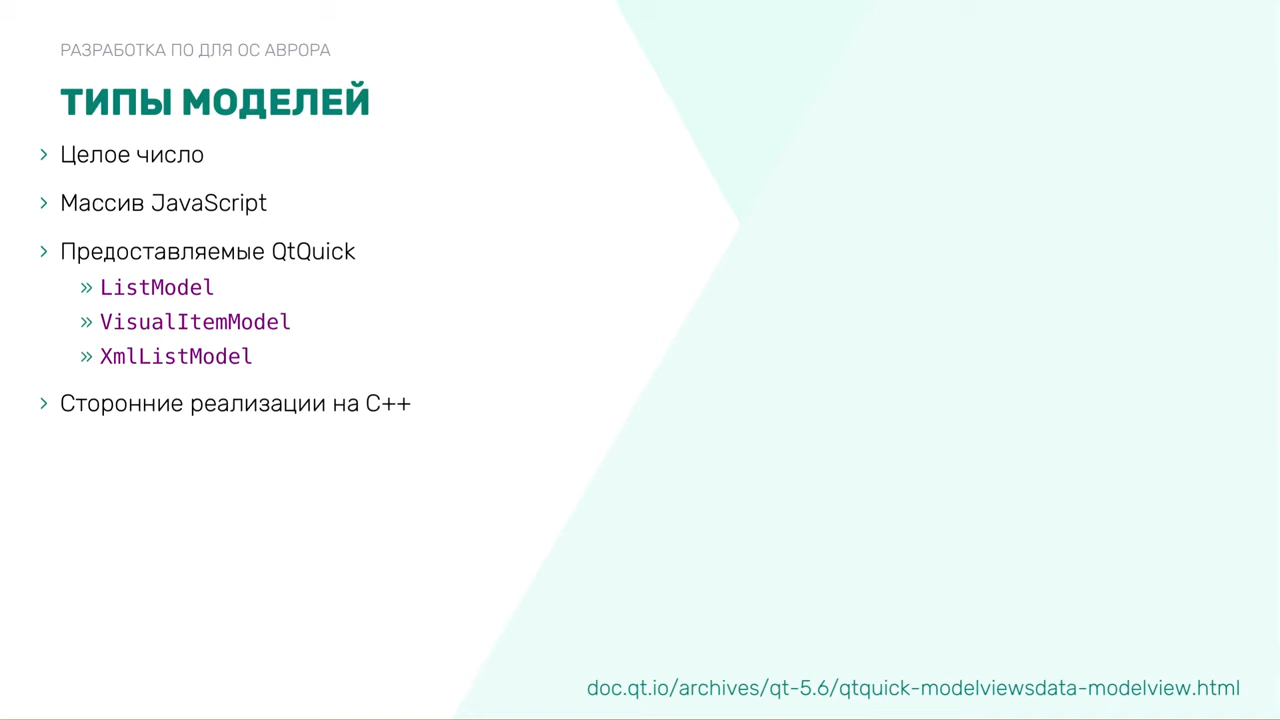 РАЗРАБОТКА ПО ДЛЯ ОС АВРОРА
ТИПЫ МОДЕЛЕЙ
› Целое число
› Массив JavaScript
› Предоставляемые QtQuick
» ListModel
» VisualItemModel
» XmlListModel
› Сторонние реализации на C++
doc.qt.io/archives/qt-5.6/qtquick-modelviewsdata-modelview.html